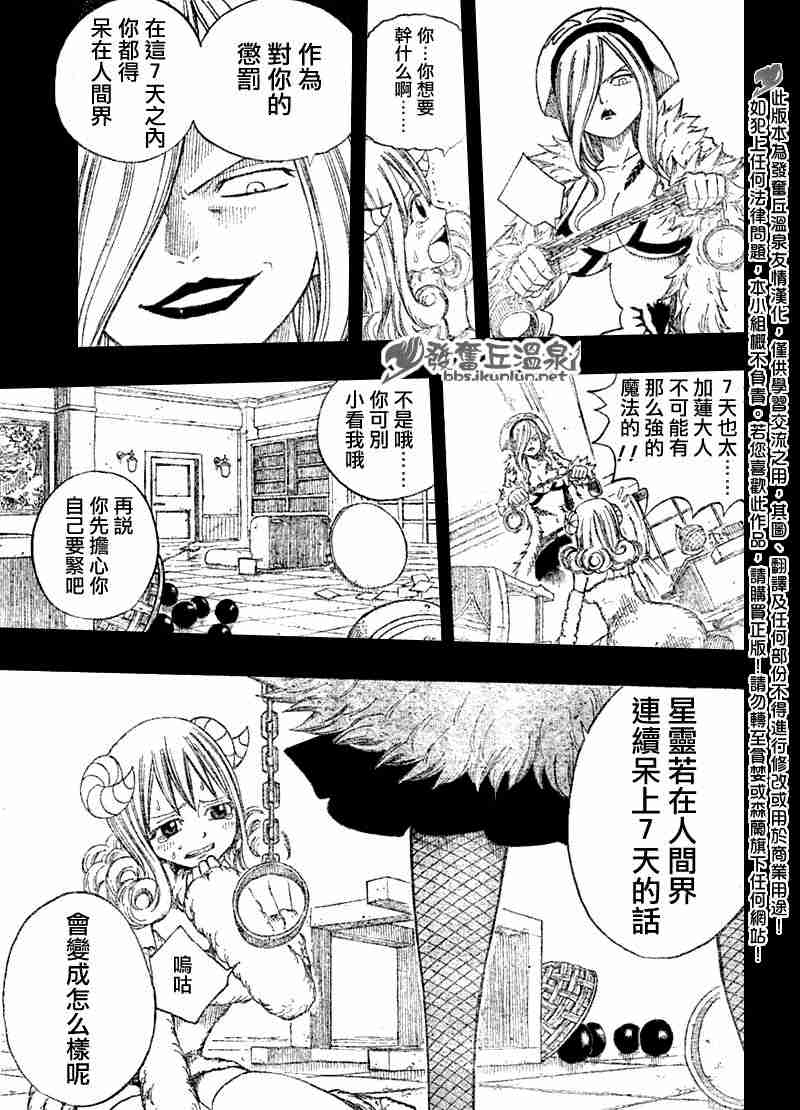 你…你想要
幹什么啊……
作為
對你的
懲罰
在這7天之內
你都得
呆在人間界
發奮丘溫泉
bbs.ikunlun.net
7天也太……
加蓮大人
不可能有
那么強的
魔法的!!
不是哦……
你可別
小看我哦
再說
你先擔心你
自己要緊吧
星靈若在人間界
連續呆上7天的話
嗚咕
會變成怎么樣呢
此版本為發奮丘溫泉友情漢化，僅供學習交流之用，其圖、翻譯及任何部份不得進行修改或用於商業用途！
如犯上任何法律問題，本小組概不負責。若您喜歡此作品，請購買正版！請勿轉至貪婪或森蘭旗下任何網站！